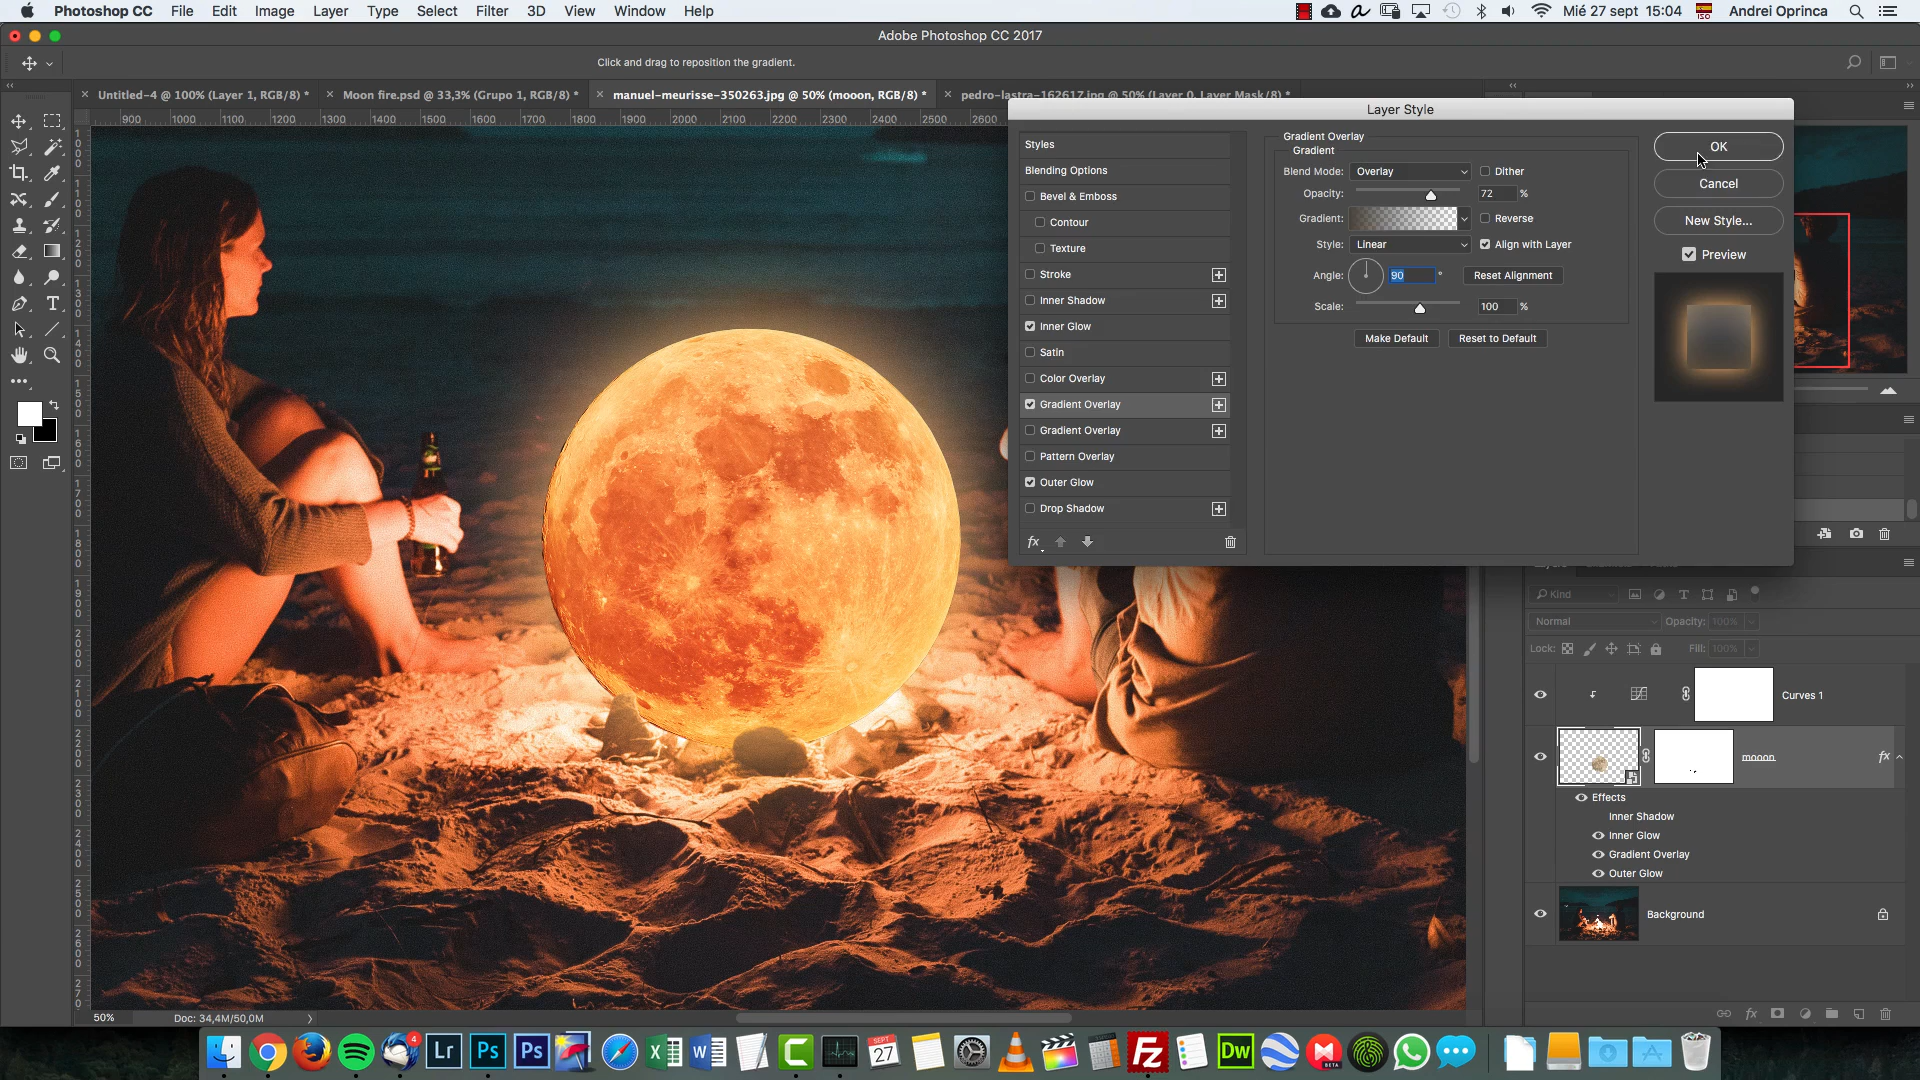 Photoshop CC File Edit Image Layer Type Select Filter 3D View Window Help Mié 27 sept 15:04 ISO Andrei Oprinca
Adobe Photoshop CC 2017
Click and drag to reposition the gradient.
Untitled-4 @ 100% (Layer 1, RGB/8) * Moon fire.psd @ 33,3% (Grupo 1, RGB/8) * manuel-meurisse-350263.jpg @ 50% (mooon, RGB/8) * pedro-lastra-162617.jpg @ 50% (Layer 0, Layer Mask/8) *
900 1000 1100 1200 1300 1400 1500 1600 1700 1800 1900 2000 2100 2200 2300 2400 2500 2600
Layer Style
Styles
Blending Options
Bevel & Emboss
Contour
Texture
Stroke
Inner Shadow
Inner Glow
Satin
Color Overlay
Gradient Overlay
Gradient Overlay
Pattern Overlay
Outer Glow
Drop Shadow
fx
Gradient Overlay
Gradient
Blend Mode: Overlay Dither
Opacity: 72 %
Gradient: Reverse
Style: Linear Align with Layer
Angle: 90 ° Reset Alignment
Scale: 100 %
Make Default Reset to Default
OK
Cancel
New Style...
Preview
Kind
Normal Opacity: 100%
Lock: Fill: 100%
Curves 1
mooon fx
Effects
Inner Shadow
Inner Glow
Gradient Overlay
Outer Glow
Background
fx
50% Doc: 34,4M/50,0M
4 Lr Ps Ps SEPT 27 Fz Dw BETA